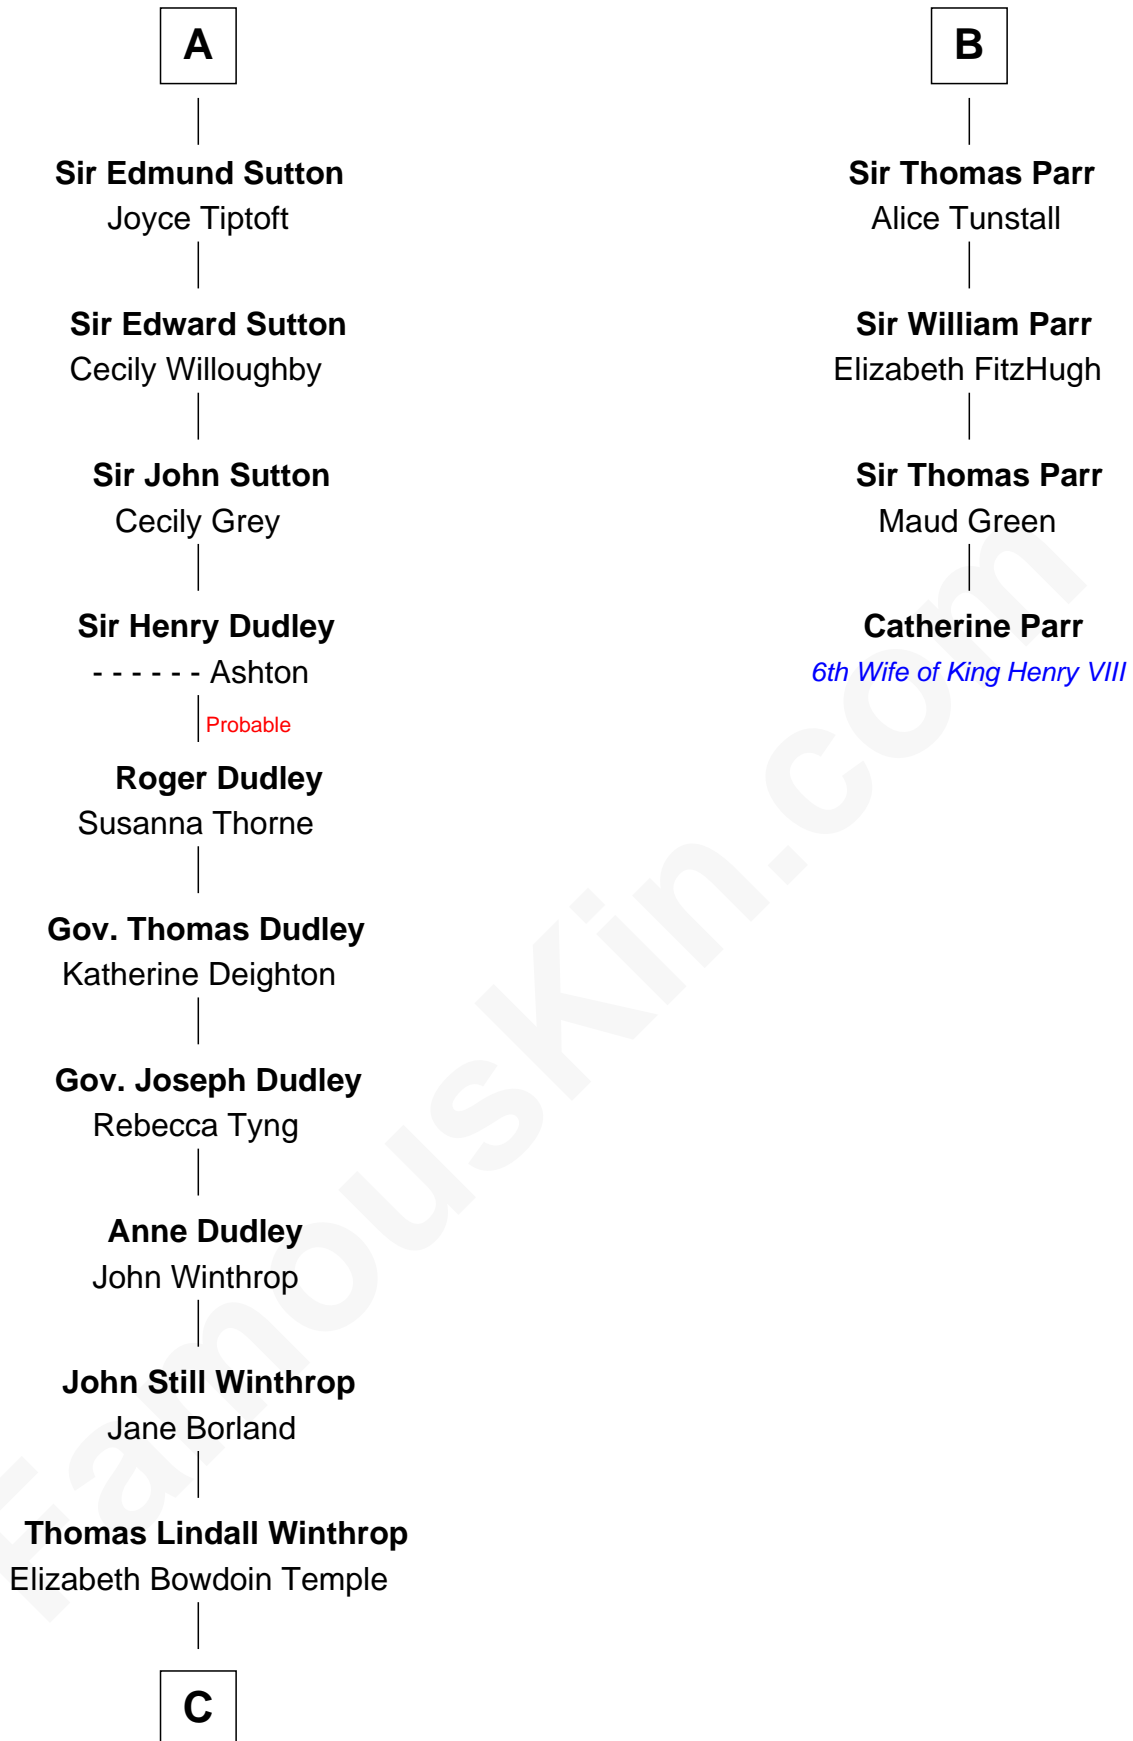 A
Sir Edmund Sutton
Joyce Tiptoft
Sir Edward Sutton
Cecily Willoughby
Sir John Sutton
Cecily Grey
Sir Henry Dudley
- - - - - - Ashton
Probable
Roger Dudley
Susanna Thorne
Gov. Thomas Dudley
Katherine Deighton
Gov. Joseph Dudley
Rebecca Tyng
Anne Dudley
John Winthrop
John Still Winthrop
Jane Borland
Thomas Lindall Winthrop
Elizabeth Bowdoin Temple
C
B
Sir Thomas Parr
Alice Tunstall
Sir William Parr
Elizabeth FitzHugh
Sir Thomas Parr
Maud Green
Catherine Parr
6th Wife of King Henry VIII
FamousKin.com